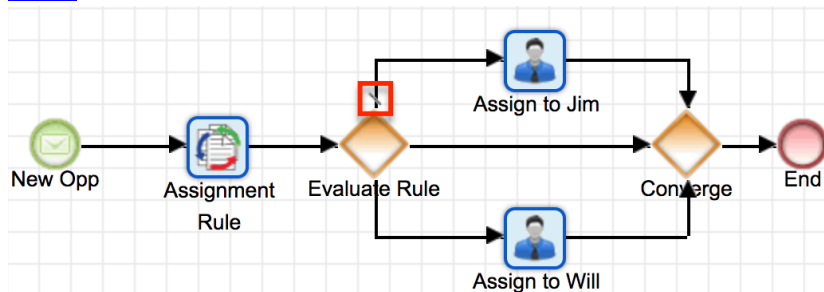 Assign to Jim
New Opp
Assignment
Rule
Evaluate Rule
Converge
End
Assign to Will